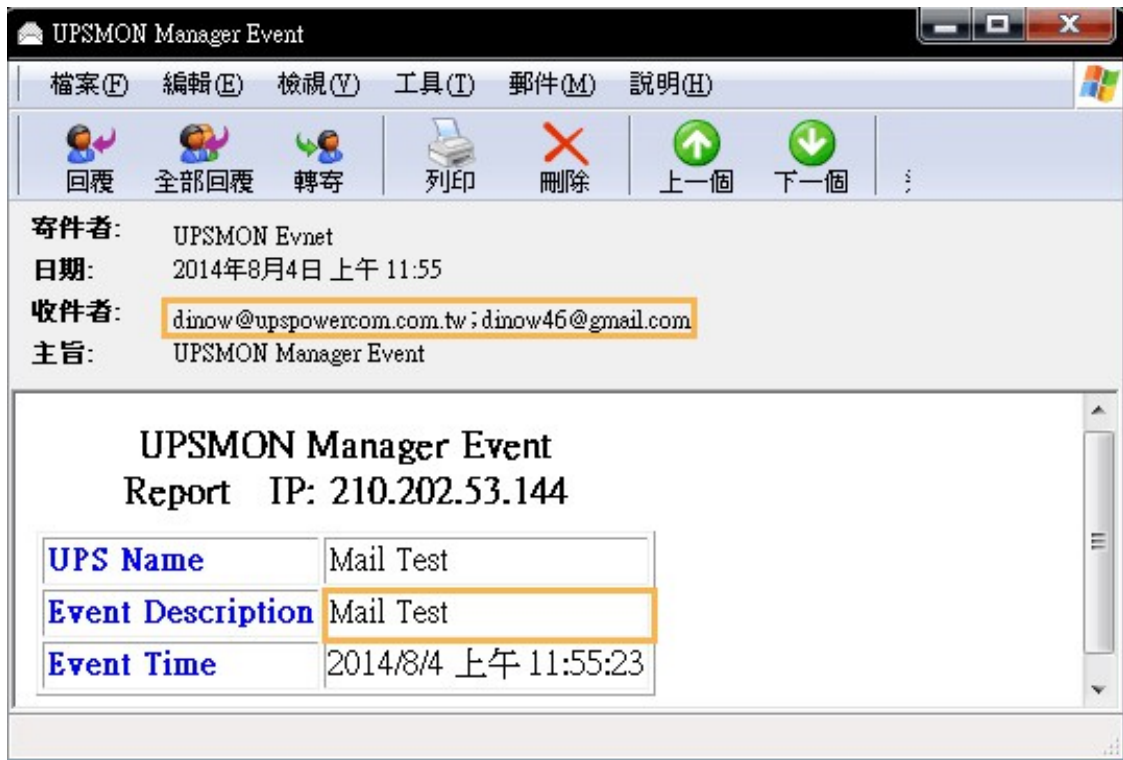 UPSMON Manager Event
檔案(F) 編輯(E) 檢視(V) 工具(T) 郵件(M) 說明(H)
回覆 全部回覆 轉寄 列印 刪除 上一個 下一個
寄件者: UPSMON Evnet
日期: 2014年8月4日 上午 11:55
收件者: dinow@upspowercom.com.tw;dinow46@gmail.com
主旨: UPSMON Manager Event
UPSMON Manager Event
Report IP: 210.202.53.144
UPS Name Mail Test
Event Description Mail Test
Event Time 2014/8/4 上午 11:55:23